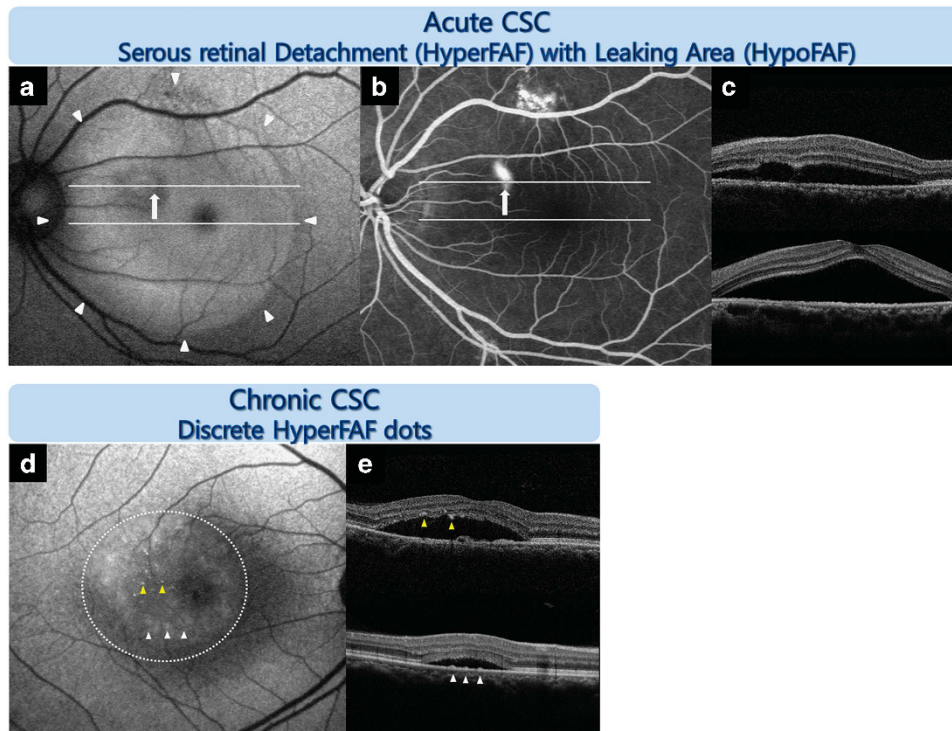 Acute CSC
Serous retinal Detachment (HyperFAF) with Leaking Area (HypoFAF)
a
b
c
Chronic CSC
Discrete HyperFAF dots
d
e